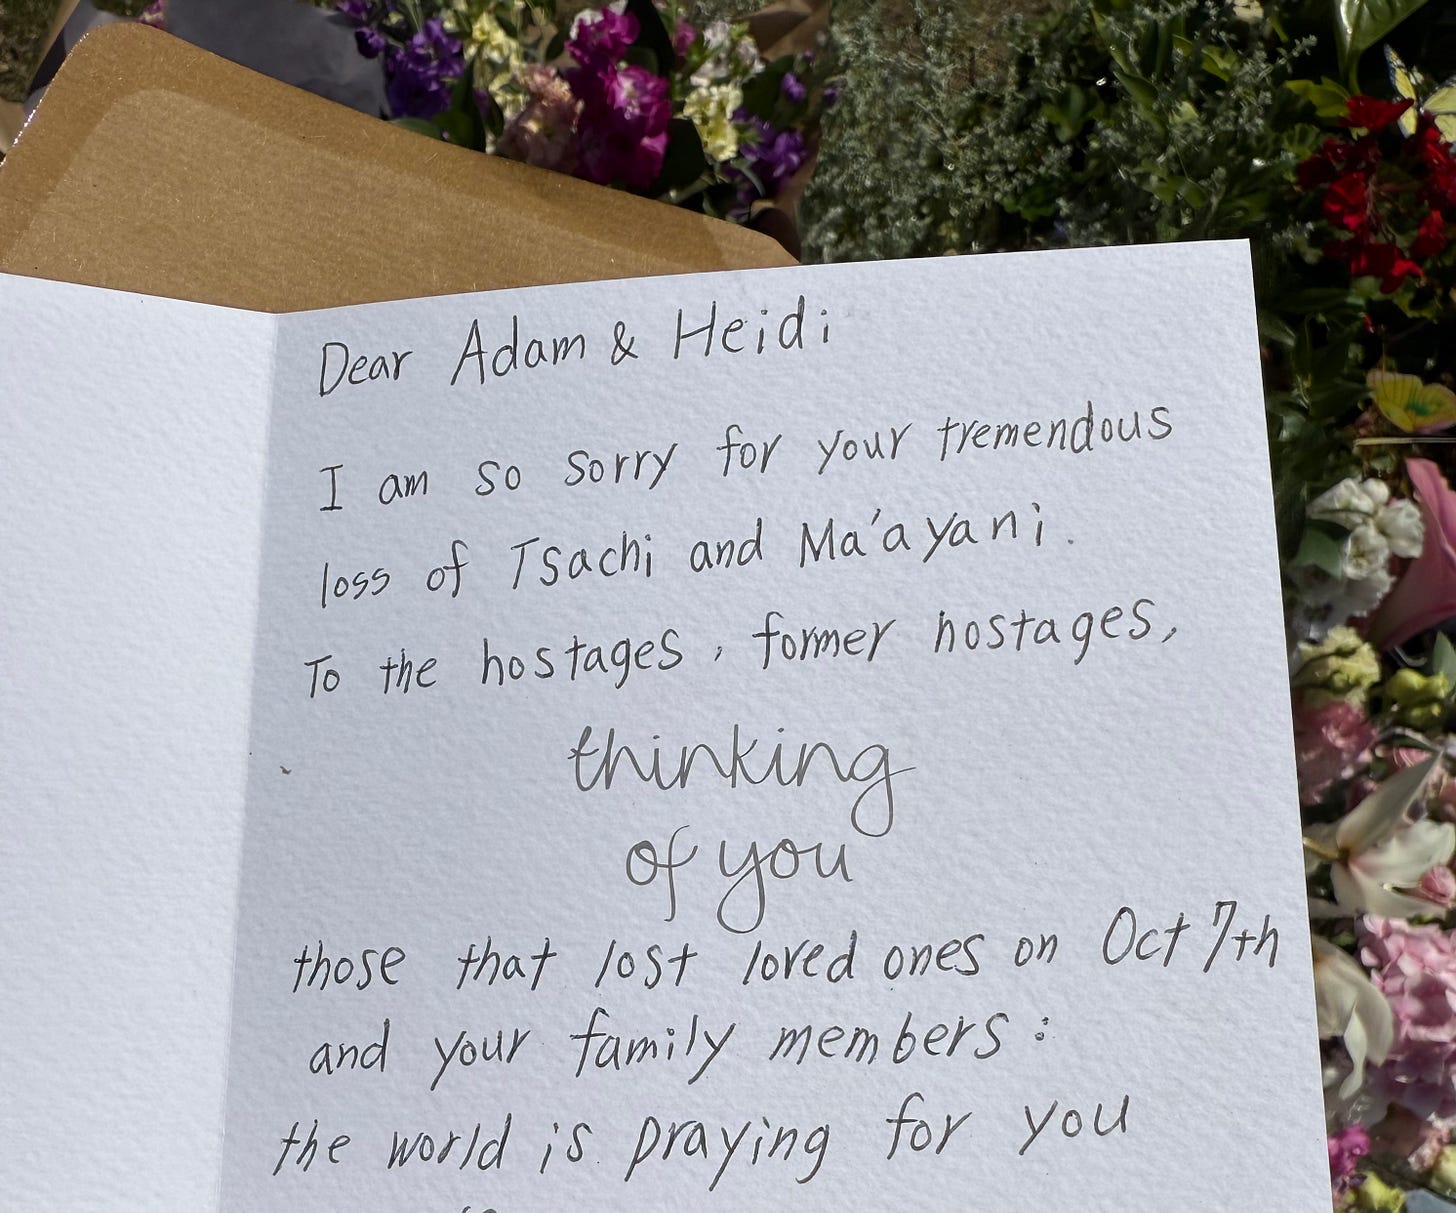 Dear Adam & Heidi
I am so sorry for your tremendous
loss of Tsachi and Ma'ayani.
To the hostages, former hostages,
thinking
of you
those that lost loved ones on Oct 7th
and your family members:
the world is praying for you